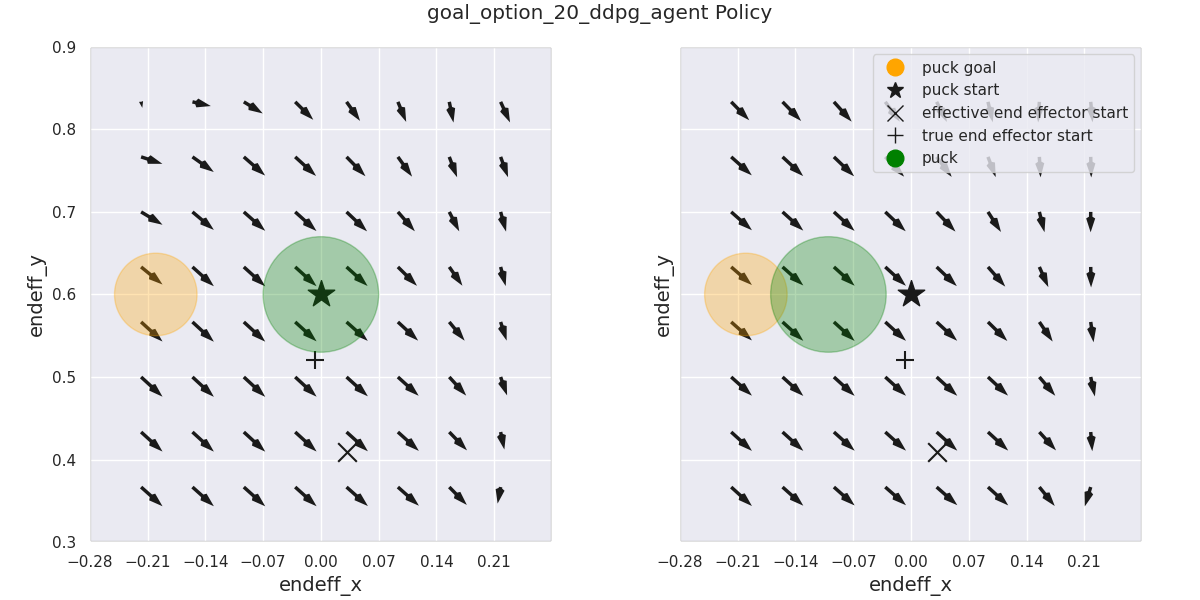 goal_option_20_ddpg_agent Policy
endeff_y
0.9
0.8
0.7
0.6
0.5
0.4
0.3
−0.28 −0.21 −0.14 −0.07 0.00 0.07 0.14 0.21
endeff_x
endeff_y
puck goal
puck start
effective end effector start
true end effector start
puck
−0.28 −0.21 −0.14 −0.07 0.00 0.07 0.14 0.21
endeff_x